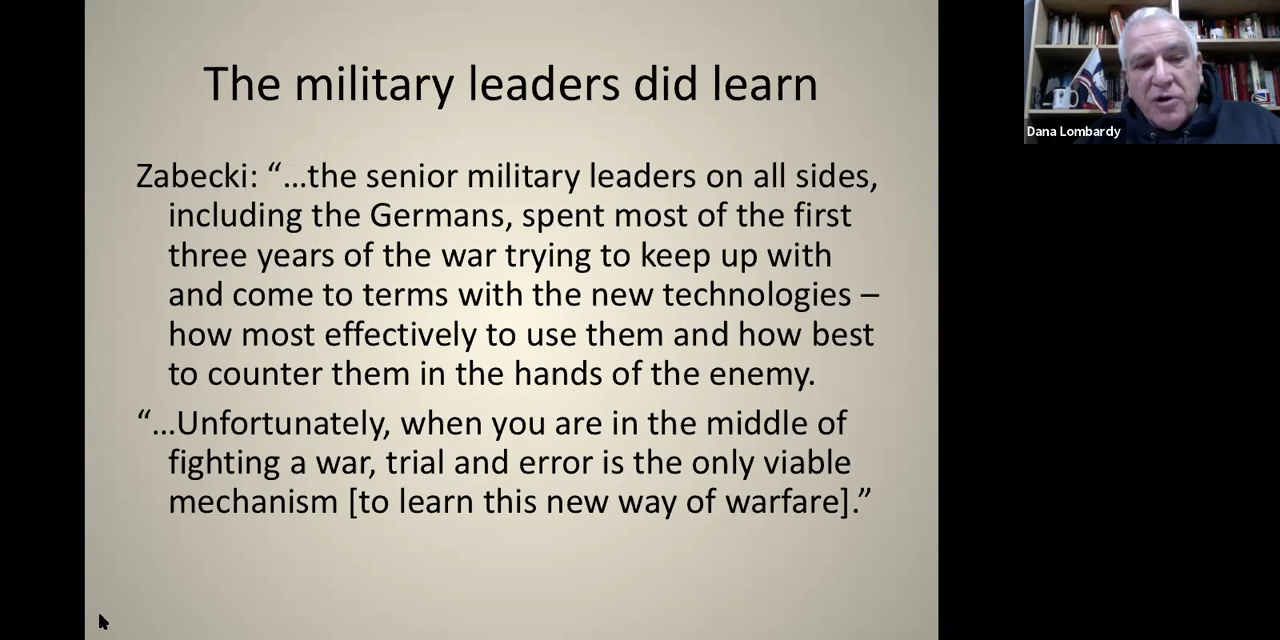 The military leaders did learn
Zabecki: “...the senior military leaders on all sides,
including the Germans, spent most of the first
three years of the war trying to keep up with
and come to terms with the new technologies –
how most effectively to use them and how best
to counter them in the hands of the enemy.
“...Unfortunately, when you are in the middle of
fighting a war, trial and error is the only viable
mechanism [to learn this new way of warfare].”
Dana Lombardy